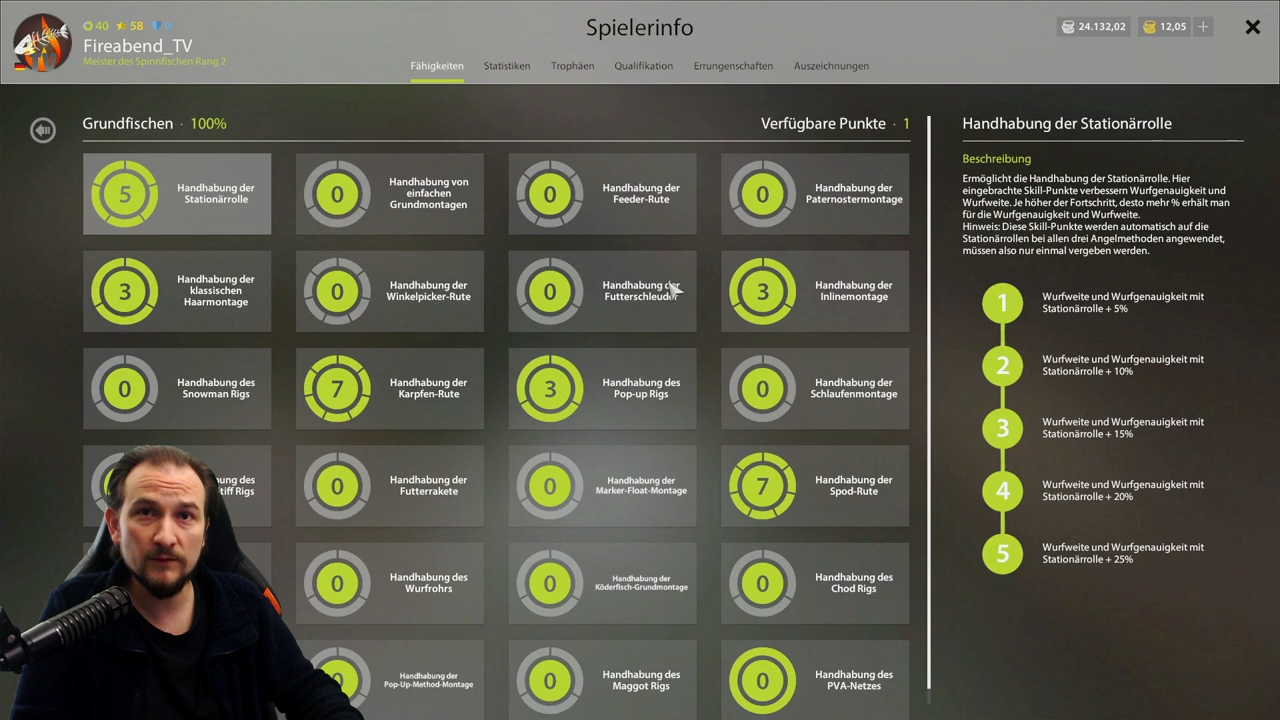 40 58 0
Fireabend_TV
Meister des Spinnfischen Rang 2
Spielerinfo
24.132,02 12,05 +
Fähigkeiten Statistiken Trophäen Qualifikation Errungenschaften Auszeichnungen
Grundfischen · 100%
Verfügbare Punkte · 1
5 Handhabung der
Stationärrolle
0 Handhabung von
einfachen
Grundmontagen
0 Handhabung der
Feeder-Rute
0 Handhabung der
Paternostermontage
3 Handhabung der
klassischen
Haarmontage
0 Handhabung der
Winkelpicker-Rute
0 Handhabung der
Futterschleuder
3 Handhabung der
Inlinemontage
0 Handhabung des
Snowman Rigs
7 Handhabung der
Karpfen-Rute
3 Handhabung des
Pop-up Rigs
0 Handhabung der
Schlaufenmontage
ung des
tiff Rigs
0 Handhabung der
Futterrakete
0 Handhabung der
Marker-Float-Montage
7 Handhabung der
Spod-Rute
0 Handhabung des
Wurfrohrs
0 Handhabung der
Köderfisch-Grundmontage
0 Handhabung des
Chod Rigs
0 Handhabung der
Pop-Up-Method-Montage
0 Handhabung des
Maggot Rigs
0 Handhabung des
PVA-Netzes
Handhabung der Stationärrolle
Beschreibung
Ermöglicht die Handhabung der Stationärrolle. Hier
eingebrachte Skill-Punkte verbessern Wurfgenauigkeit und
Wurfweite. Je höher der Fortschritt, desto mehr % erhält man
für die Wurfgenauigkeit und Wurfweite.
Hinweis: Diese Skill-Punkte werden automatisch auf die
Stationärrollen bei allen drei Angelmethoden angewendet,
müssen also nur einmal vergeben werden.
1 Wurfweite und Wurfgenauigkeit mit
Stationärrolle + 5%
2 Wurfweite und Wurfgenauigkeit mit
Stationärrolle + 10%
3 Wurfweite und Wurfgenauigkeit mit
Stationärrolle + 15%
4 Wurfweite und Wurfgenauigkeit mit
Stationärrolle + 20%
5 Wurfweite und Wurfgenauigkeit mit
Stationärrolle + 25%